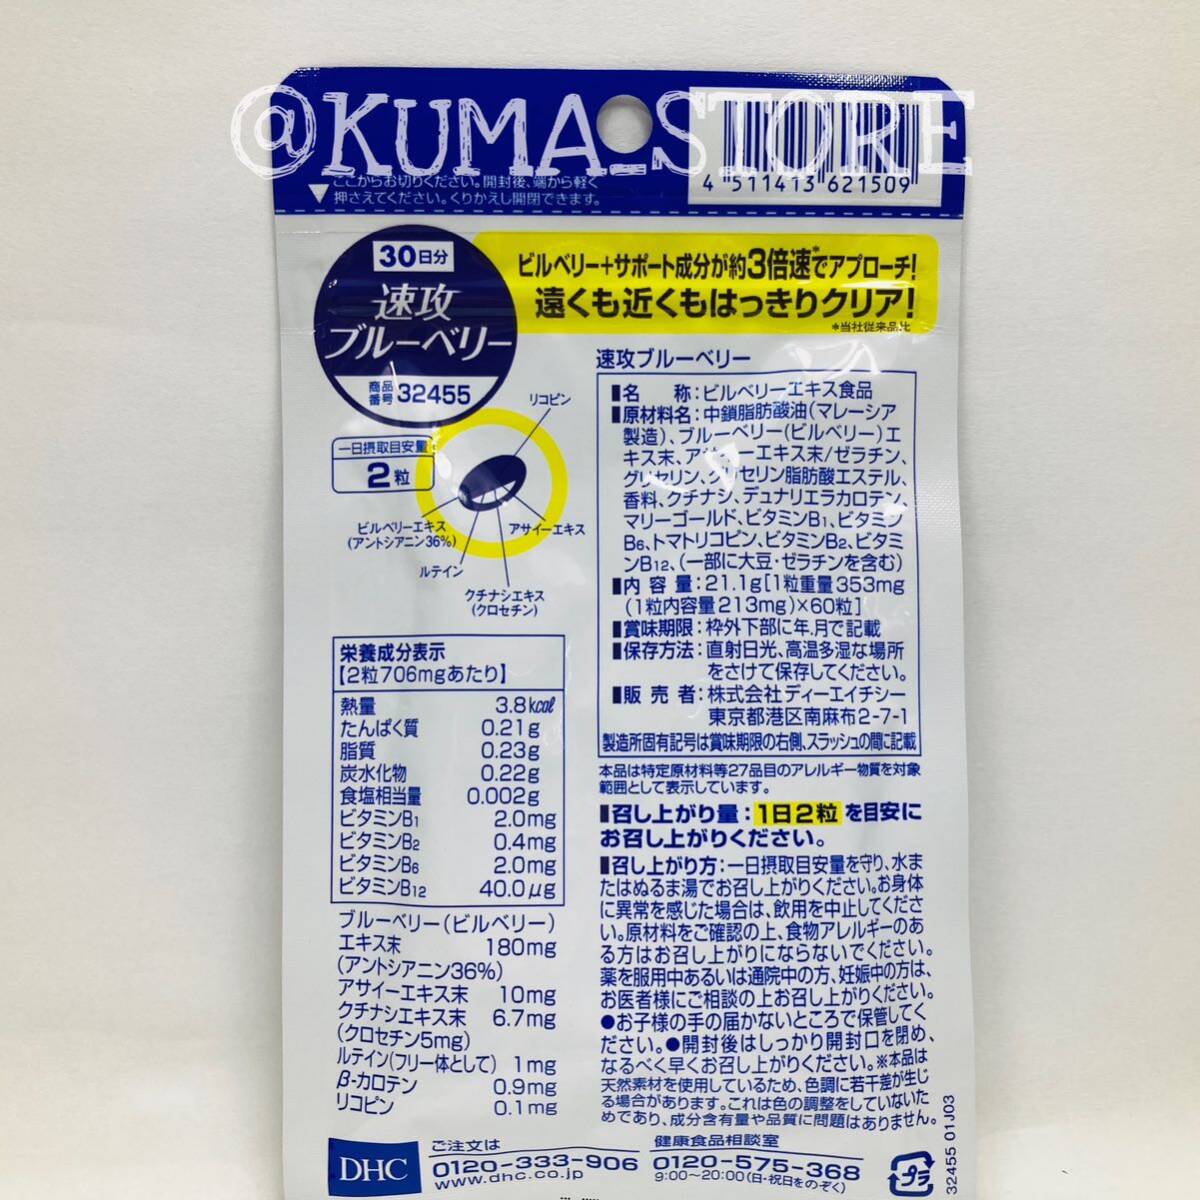 @KUMA_STORE
ここからお切りください。開封後、端から軽く
押さえてください。くりかえし開閉できます。
4 511413 621509
30日分
速攻
ブルーベリー
商品番号 32455
ビルベリー+サポート成分が約3倍速*でアプローチ!
遠くも近くもはっきりクリア!
*当社従来品比
一日摂取目安量
2粒
リコピン
ビルベリーエキス
(アントシアニン36%)
アサイーエキス
ルテイン
クチナシエキス
(クロセチン)
速攻ブルーベリー
■名 称:ビルベリーエキス食品
■原材料名:中鎖脂肪酸油(マレーシア
製造)、ブルーベリー(ビルベリー)エ
キス末、アサイーエキス末/ゼラチン、
グリセリン、グリセリン脂肪酸エステル、
香料、クチナシ、デュナリエラカロテン、
マリーゴールド、ビタミンB1、ビタミン
B6、トマトリコピン、ビタミンB2、ビタミ
ンB12、(一部に大豆・ゼラチンを含む)
■内 容 量:21.1g[1粒重量353mg
(1粒内容量213mg)×60粒]
■賞味期限:枠外下部に年.月で記載
■保存方法:直射日光、高温多湿な場所
をさけて保存してください。
■販 売 者:株式会社ディーエイチシー
東京都港区南麻布2-7-1
製造所固有記号は賞味期限の右側、スラッシュの間に記載
本品は特定原材料等27品目のアレルギー物質を対象
範囲として表示しています。
■召し上がり量:1日2粒を目安に
お召し上がりください。
■召し上がり方:一日摂取目安量を守り、水ま
たはぬるま湯でお召し上がりください。お身体
に異常を感じた場合は、飲用を中止してくださ
い。原材料をご確認の上、食物アレルギーのあ
る方はお召し上がりにならないでください。
薬を服用中あるいは通院中の方、妊娠中の方は、
お医者様にご相談の上お召し上がりください。
●お子様の手の届かないところで保管してく
ださい。●開封後はしっかり開封口を閉め、
なるべく早くお召し上がりください。※本品は
天然素材を使用しているため、色調に若干差が生じ
る場合があります。これは色の調整をしていないた
めであり、成分含有量や品質に問題はありません。
栄養成分表示
【2粒706mgあたり】
熱量 3.8kcal
たんぱく質 0.21g
脂質 0.23g
炭水化物 0.22g
食塩相当量 0.002g
ビタミンB1 2.0mg
ビタミンB2 0.4mg
ビタミンB6 2.0mg
ビタミンB12 40.0μg
ブルーベリー(ビルベリー)
エキス末 180mg
(アントシアニン36%)
アサイーエキス末 10mg
クチナシエキス末 6.7mg
(クロセチン5mg)
ルテイン(フリー体として) 1mg
β-カロテン 0.9mg
リコピン 0.1mg
DHC
ご注文は
0120-333-906
www.dhc.co.jp
健康食品相談室
0120-575-368
9:00~20:00(日・祝日をのぞく)
プラ
32455 01J03